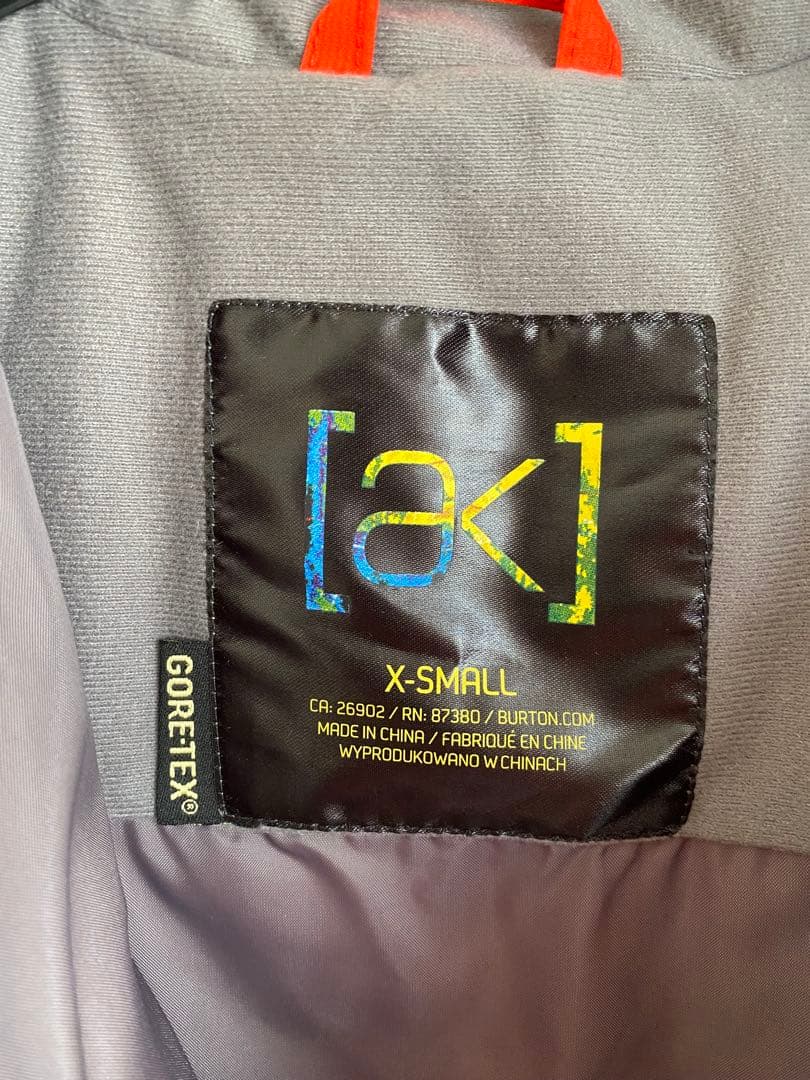 [ak]
X-SMALL
CA: 26902 / RN: 87380 / BURTON.COM
MADE IN CHINA / FABRIQUÉ EN CHINE
WYPRODUKOWANO W CHINACH
GORE-TEX®